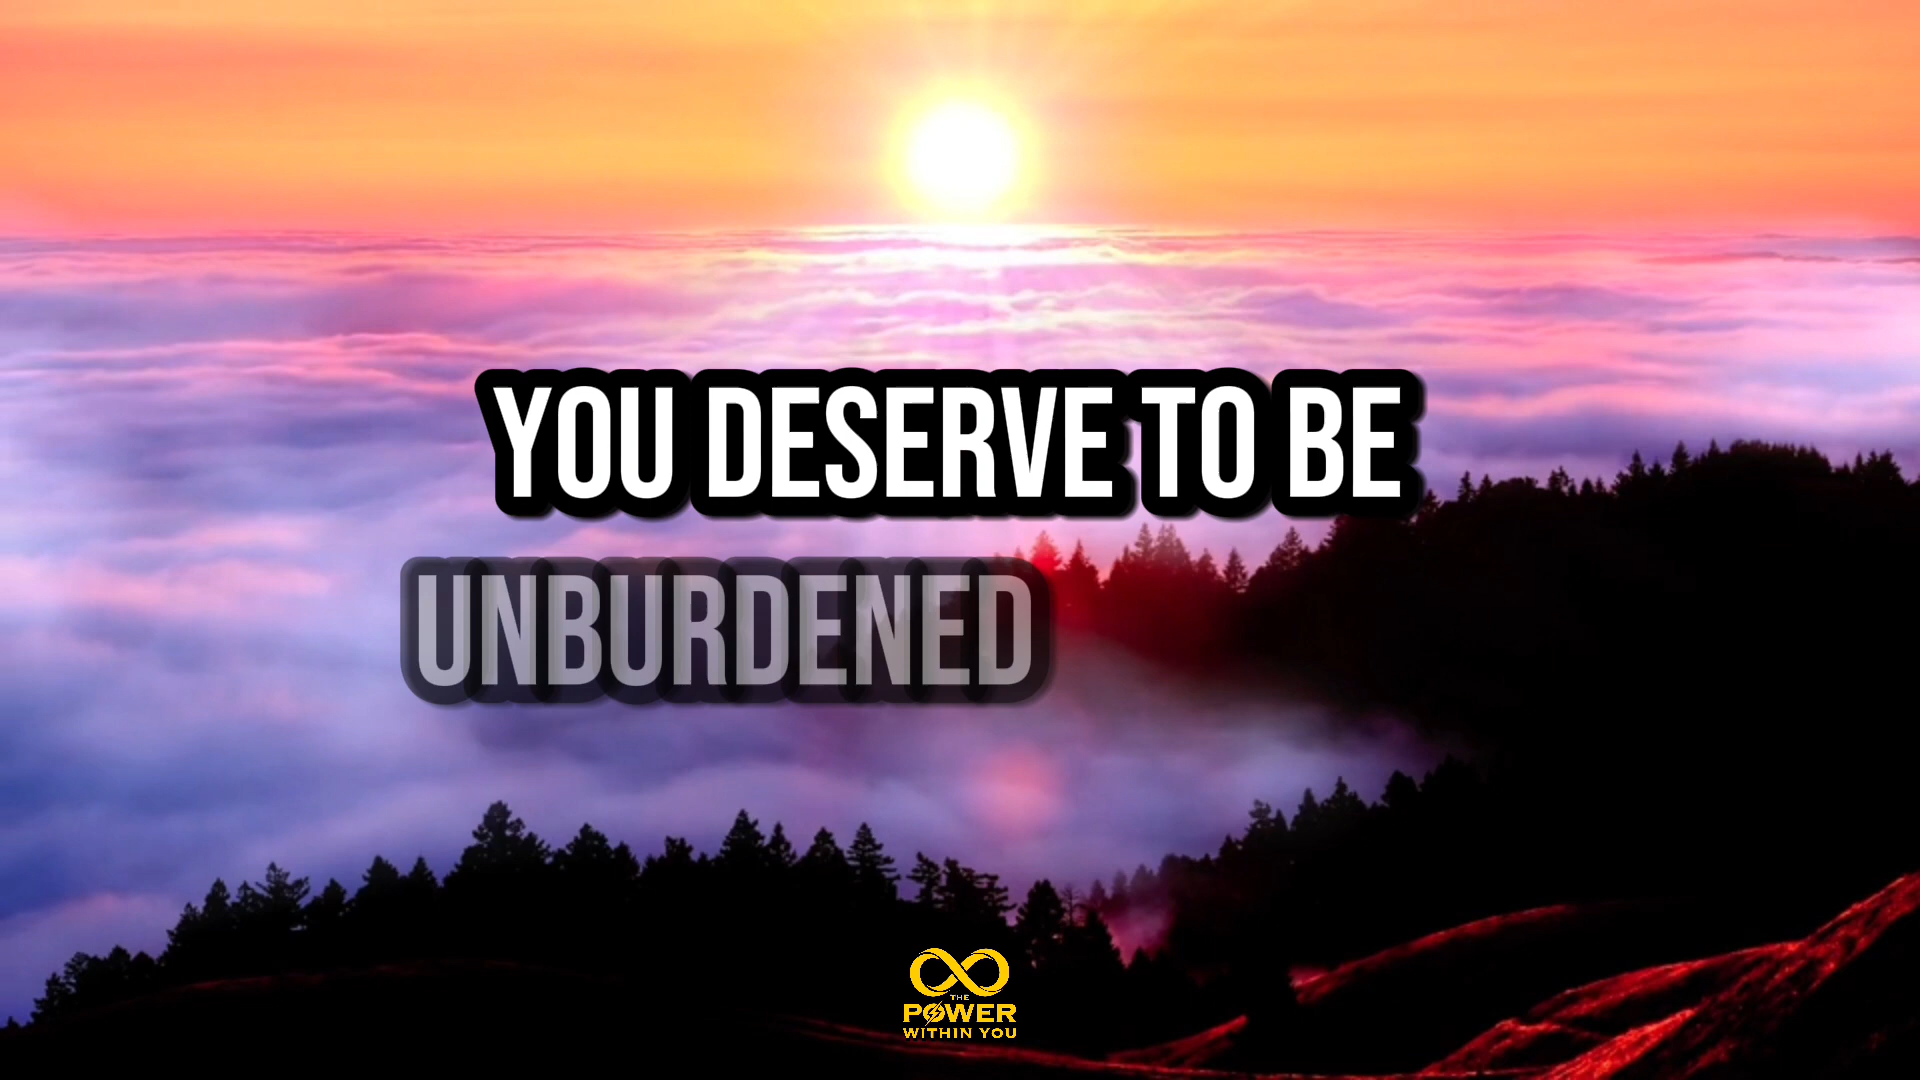 YOU DESERVE TO BE
UNBURDENED
THE
POWER
WITHIN YOU